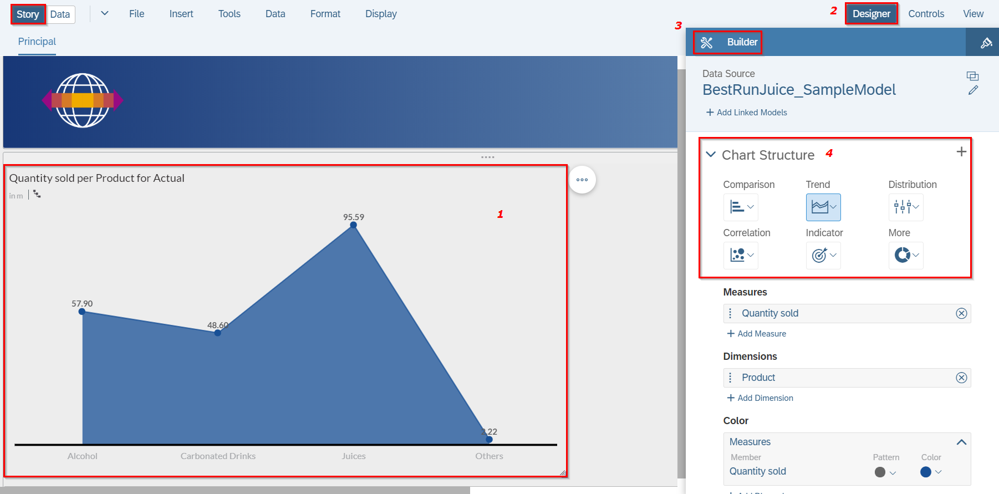 Story Data File Insert Tools Data Format Display 2 Designer Controls View
3
Principal
Builder
Data Source
BestRunJuice_SampleModel
+ Add Linked Models
Chart Structure 4
Comparison Trend Distribution
Correlation Indicator More
Measures
Quantity sold
+ Add Measure
Dimensions
Product
+ Add Dimension
Color
Measures
Member Pattern Color
Quantity sold
Quantity sold per Product for Actual
in m
1
95.59
57.90
48.60
2.22
Alcohol Carbonated Drinks Juices Others